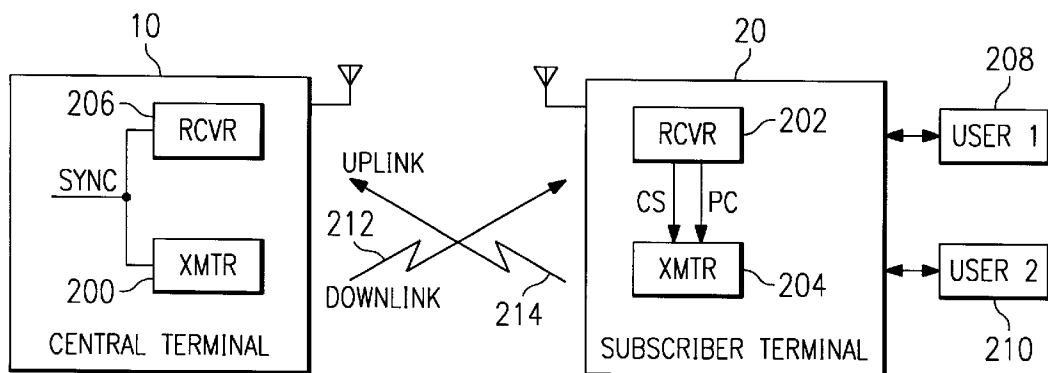 10
20
208
206
RCVR
RCVR
202
USER 1
UPLINK
SYNC
CS
PC
212
XMTR
XMTR
204
USER 2
200
DOWNLINK
214
210
CENTRAL TERMINAL
SUBSCRIBER TERMINAL